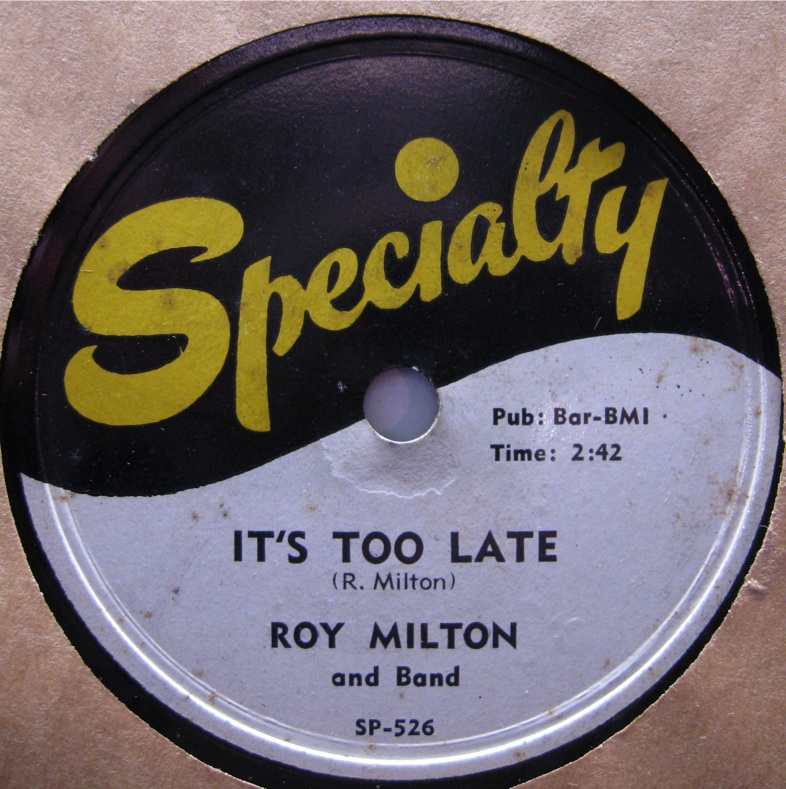 Specialty
Pub: Bar-BMI
Time: 2:42
IT'S TOO LATE
(R. Milton)
ROY MILTON
and Band
SP-526